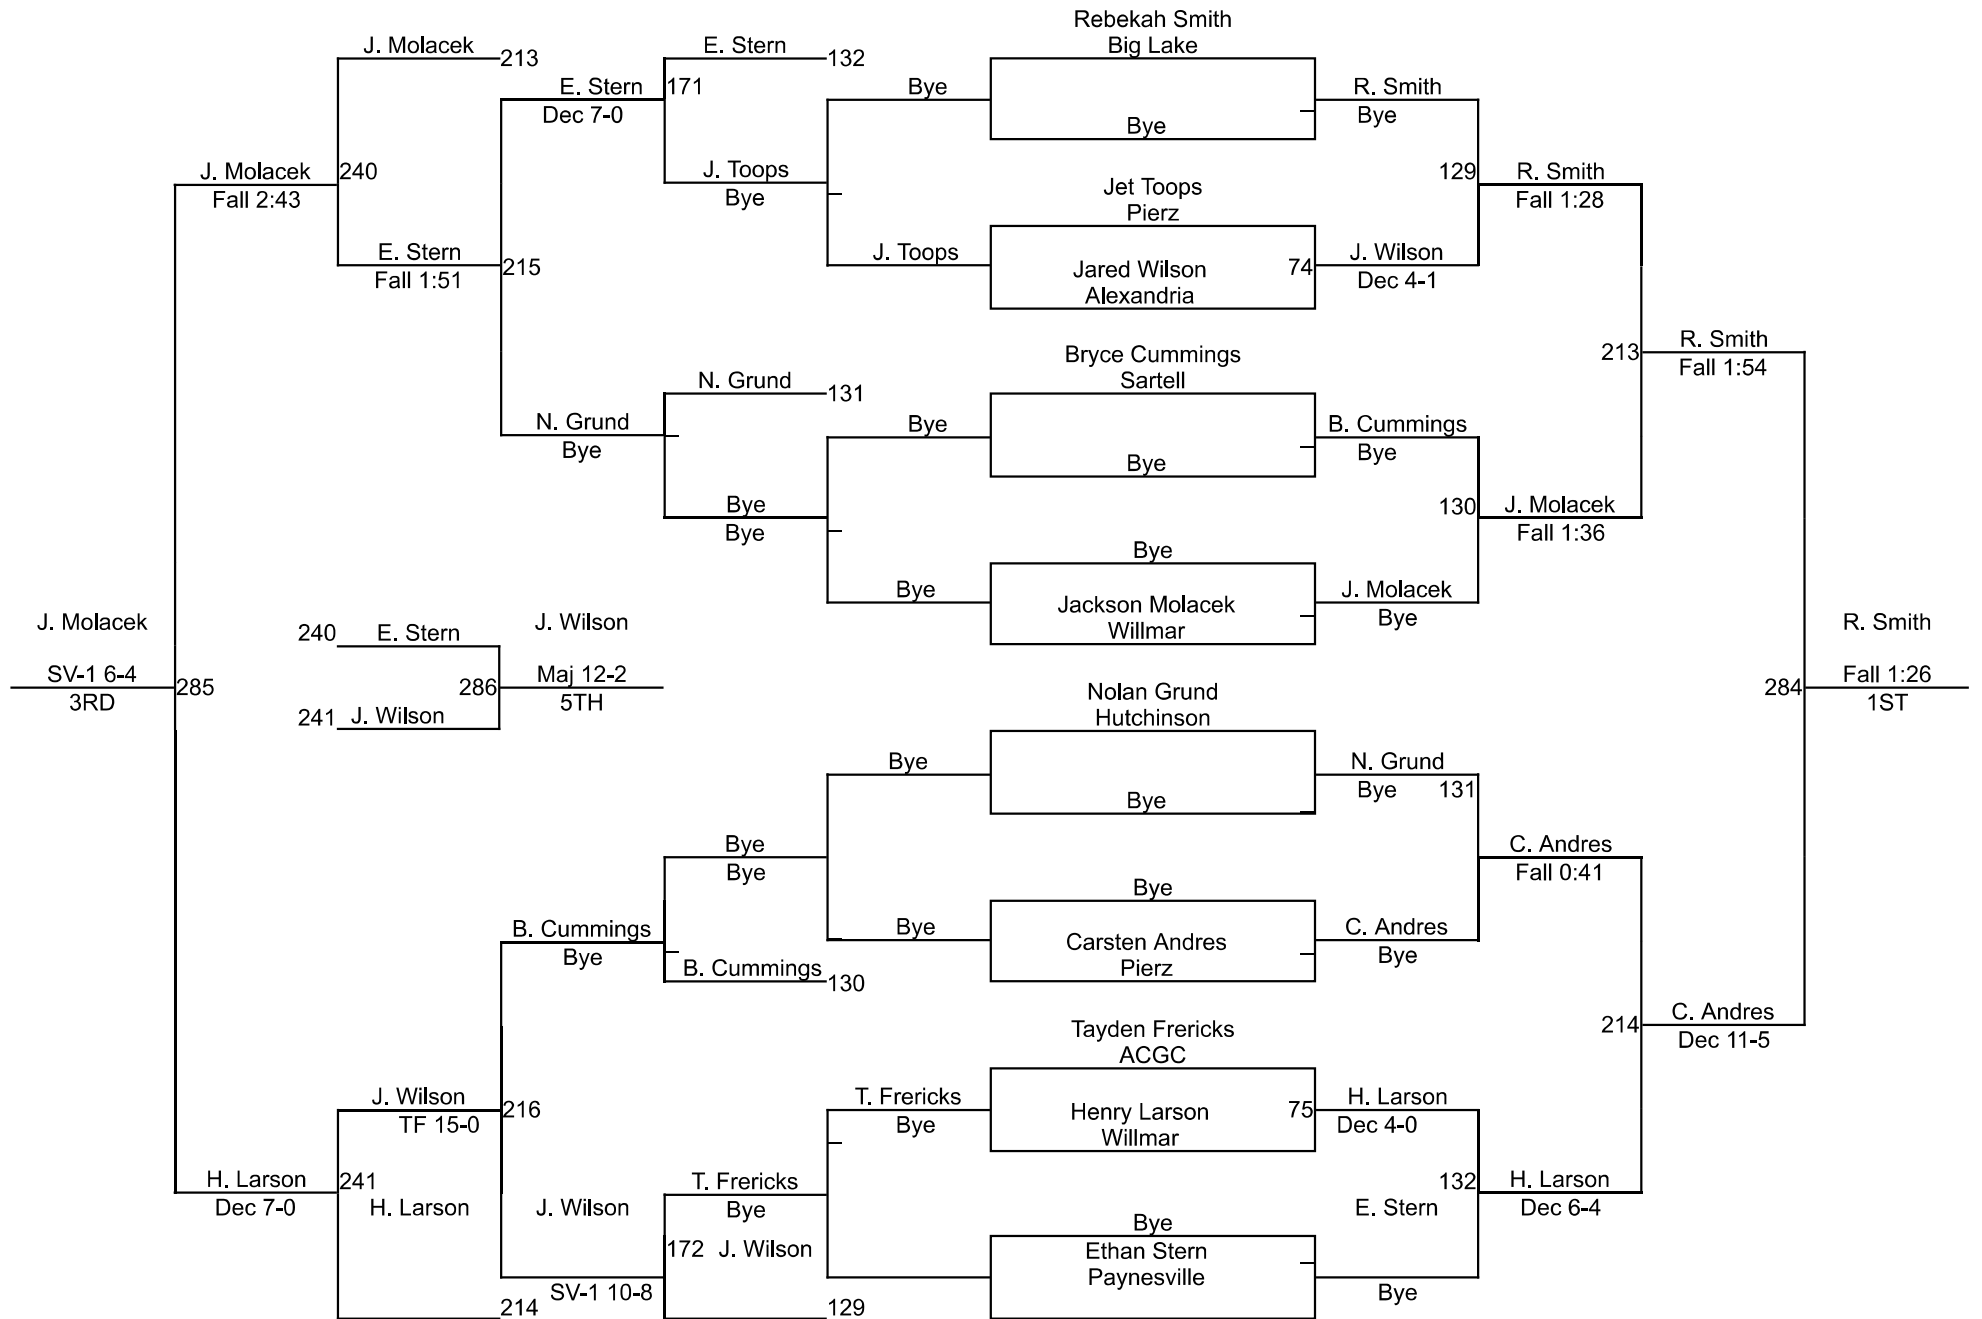 Rebekah Smith
J. Molacek
213
E. Stern
132
Big Lake
E. Stern
171
Bye
R. Smith
Dec 7-0
Bye
Bye
J. Molacek
240
J. Toops
129
R. Smith
Fall 2:43
Bye
Jet Toops
Fall 1:28
Pierz
E. Stern
215
J. Toops
Jared Wilson
74
J. Wilson
Fall 1:51
Alexandria
Dec 4-1
Bryce Cummings
213
R. Smith
N. Grund
131
Sartell
Fall 1:54
N. Grund
Bye
B. Cummings
Bye
Bye
Bye
Bye
130
J. Molacek
Bye
Bye
Fall 1:36
Bye
Jackson Molacek
J. Molacek
Willmar
Bye
J. Molacek
240
E. Stern
J. Wilson
R. Smith
SV-1 6-4
285
286
Maj 12-2
284
Fall 1:26
3RD
5TH
Nolan Grund
1ST
241
J. Wilson
Hutchinson
Bye
N. Grund
Bye
Bye
131
Bye
C. Andres
Bye
Bye
Fall 0:41
B. Cummings
Bye
Carsten Andres
C. Andres
Bye
B. Cummings
130
Pierz
Bye
Tayden Frericks
214
C. Andres
ACGC
Dec 11-5
J. Wilson
216
T. Frericks
Henry Larson
75
H. Larson
TF 15-0
Bye
Willmar
Dec 4-0
H. Larson
241
T. Frericks
132
H. Larson
Dec 7-0
H. Larson
J. Wilson
Bye
Bye
E. Stern
Dec 6-4
172
J. Wilson
Ethan Stern
Paynesville
SV-1 10-8
Bye
214
129